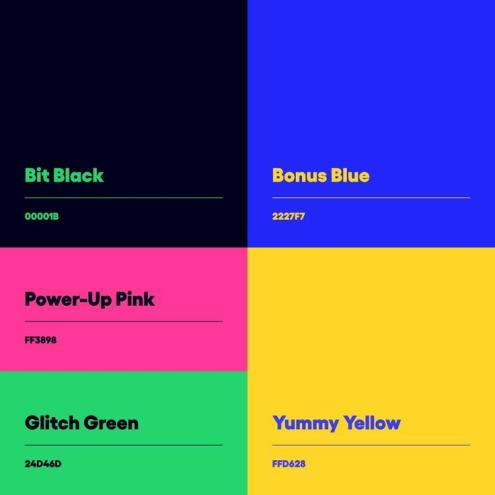 Bit Black
00001B
Bonus Blue
2227F7
Power-Up Pink
FF3898
Glitch Green
24D46D
Yummy Yellow
FFD628